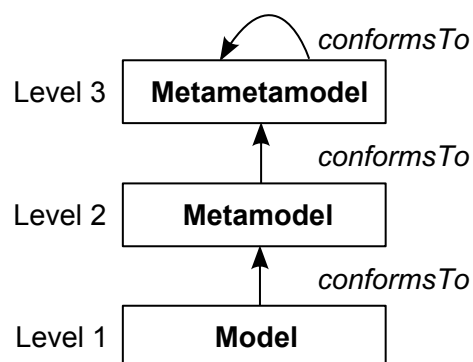 conformsTo
Level 3 Metametamodel
conformsTo
Level 2 Metamodel
conformsTo
Level 1 Model